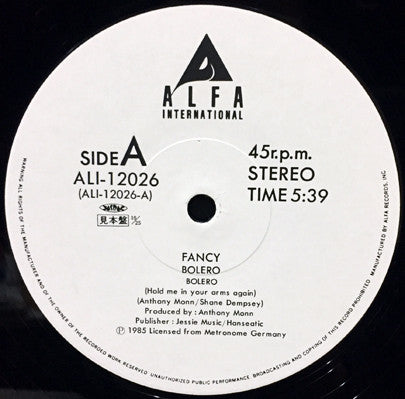 ALFA
INTERNATIONAL
SIDE A
ALI-12026
(ALI-12026-A)
見本盤
45r.p.m.
STEREO
TIME 5:39
FANCY
BOLERO
BOLERO
(Hold me in your arms again)
(Anthony Monn/Shane Dempsey)
Produced by : Anthony Monn
Publisher : Jessie Music/Hanseatic
Ⓟ 1985 Licensed from Metronome Germany
WARNING: ALL RIGHTS OF THE MANUFACTURER AND OF THE OWNER OF THE RECORDED WORK RESERVED. UNAUTHORIZED PUBLIC PERFORMANCE, BROADCASTING AND COPYING OF THIS RECORD PROHIBITED. MANUFACTURED BY ALFA RECORDS, INC.